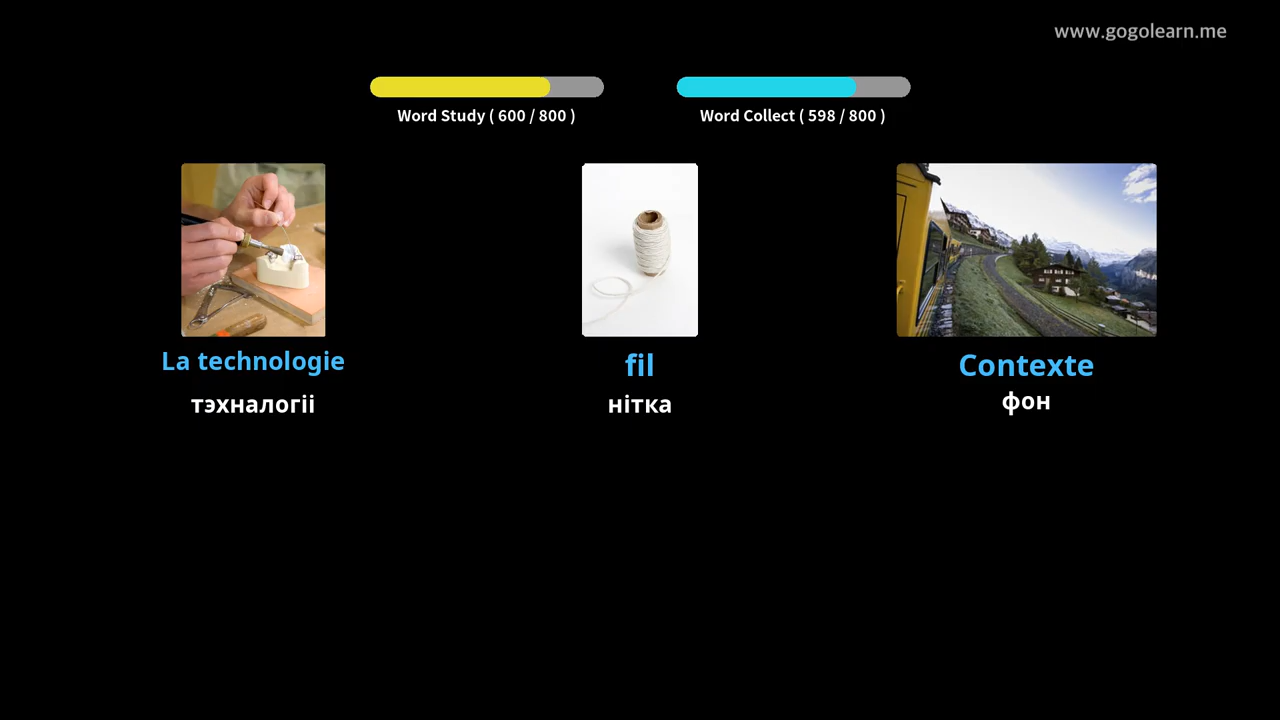 www.gogolearn.me
Word Study ( 600 / 800 )
Word Collect ( 598 / 800 )
La technologie
fil
Contexte
тэхналогіі
нітка
фон